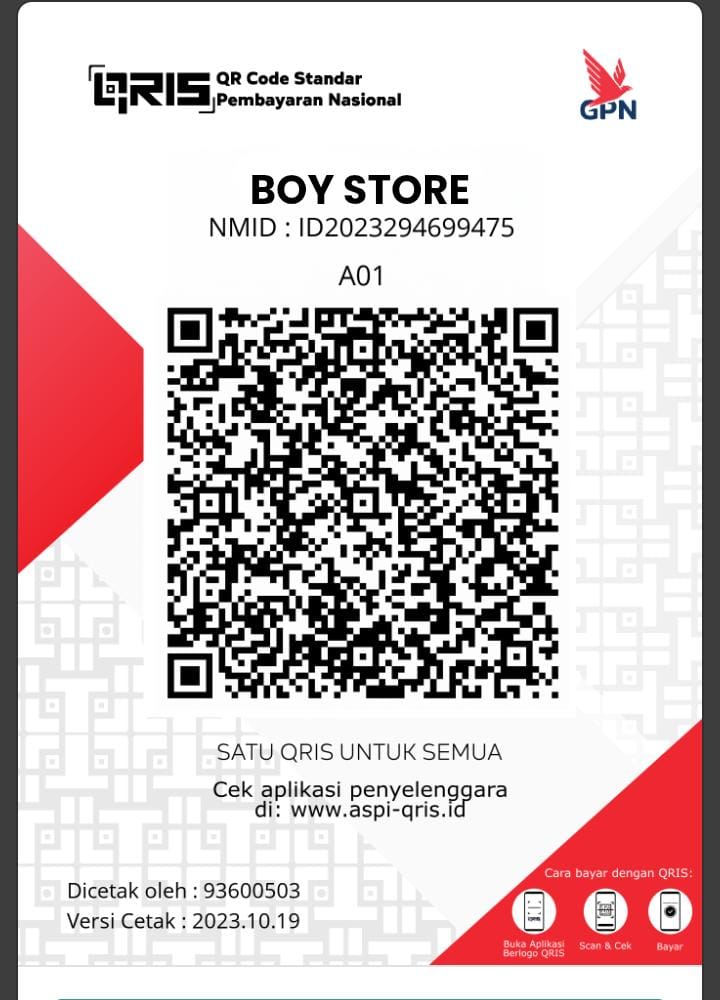 QRIS QR Code Standar
Pembayaran Nasional
GPN
BOY STORE
NMID : ID2023294699475
A01
SATU QRIS UNTUK SEMUA
Cek aplikasi penyelenggara
di: www.aspi-qris.id
Dicetak oleh : 93600503
Versi Cetak : 2023.10.19
Cara bayar dengan QRIS:
Buka Aplikasi
Berlogo QRIS
Scan & Cek
Bayar